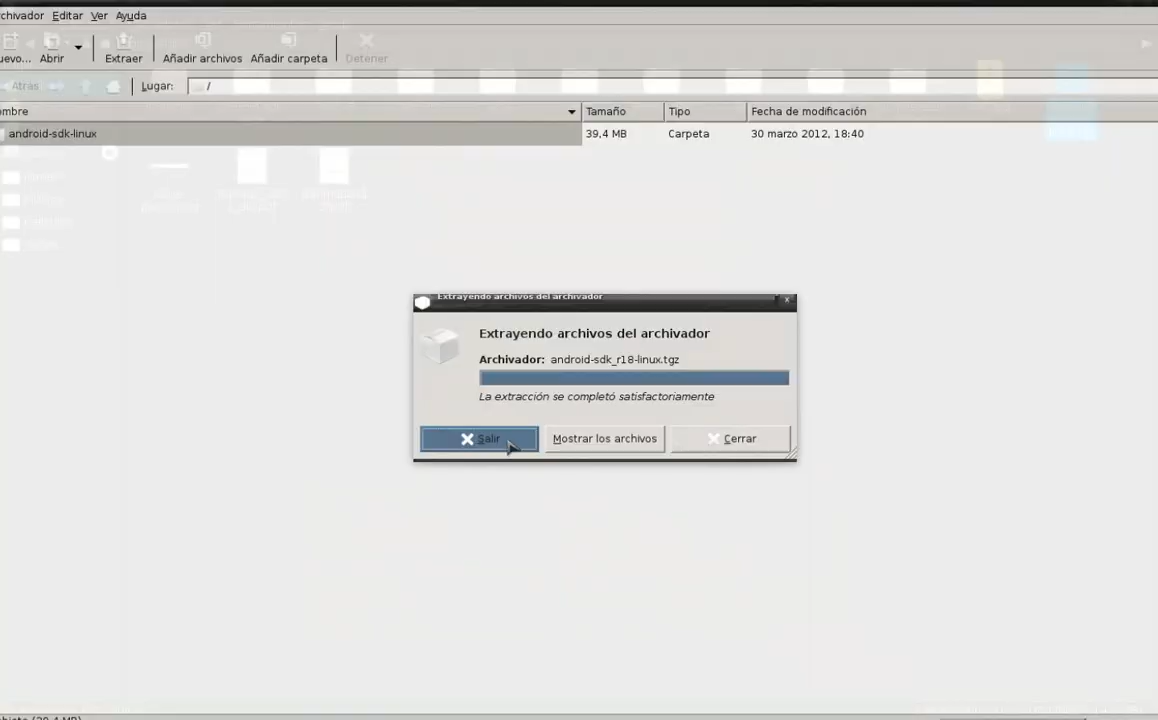 chivador Editar Ver Ayuda
uevo... Abrir Extraer Añadir archivos Añadir carpeta Detener
Atrás Lugar: /
ombre Tamaño Tipo Fecha de modificación
android-sdk-linux 39,4 MB Carpeta 30 marzo 2012, 18:40
Extrayendo archivos del archivador
Extrayendo archivos del archivador
Archivador: android-sdk_r18-linux.tgz
La extracción se completó satisfactoriamente
Salir Mostrar los archivos Cerrar